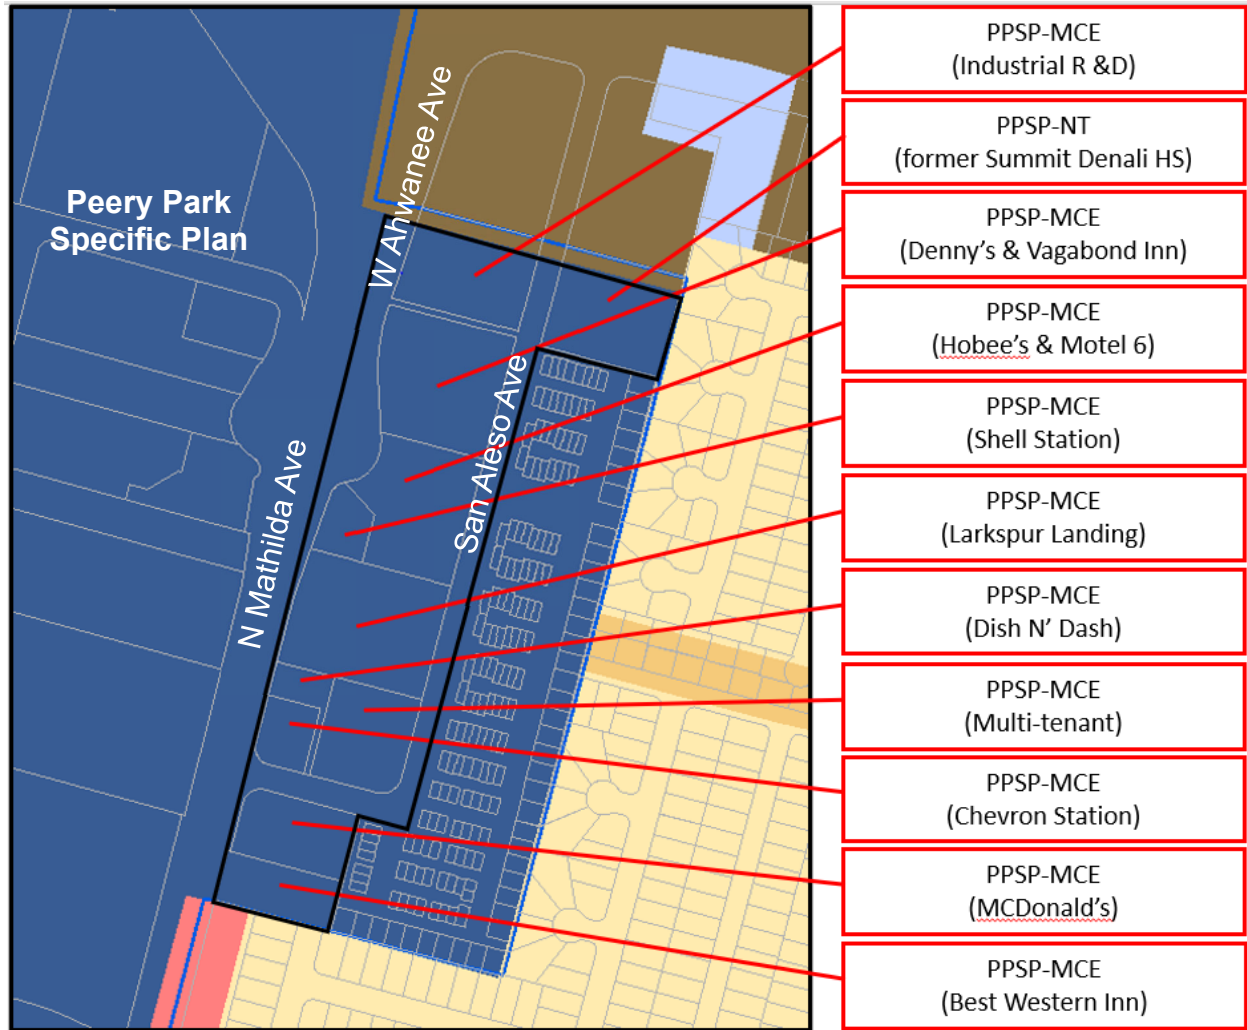 Peery Park
Specific Plan
W Ahwanee Ave
N Mathilda Ave
San Aleso Ave
PPSP-MCE
(Industrial R &D)
PPSP-NT
(former Summit Denali HS)
PPSP-MCE
(Denny's & Vagabond Inn)
PPSP-MCE
(Hobee's & Motel 6)
PPSP-MCE
(Shell Station)
PPSP-MCE
(Larkspur Landing)
PPSP-MCE
(Dish N' Dash)
PPSP-MCE
(Multi-tenant)
PPSP-MCE
(Chevron Station)
PPSP-MCE
(MCDonald's)
PPSP-MCE
(Best Western Inn)